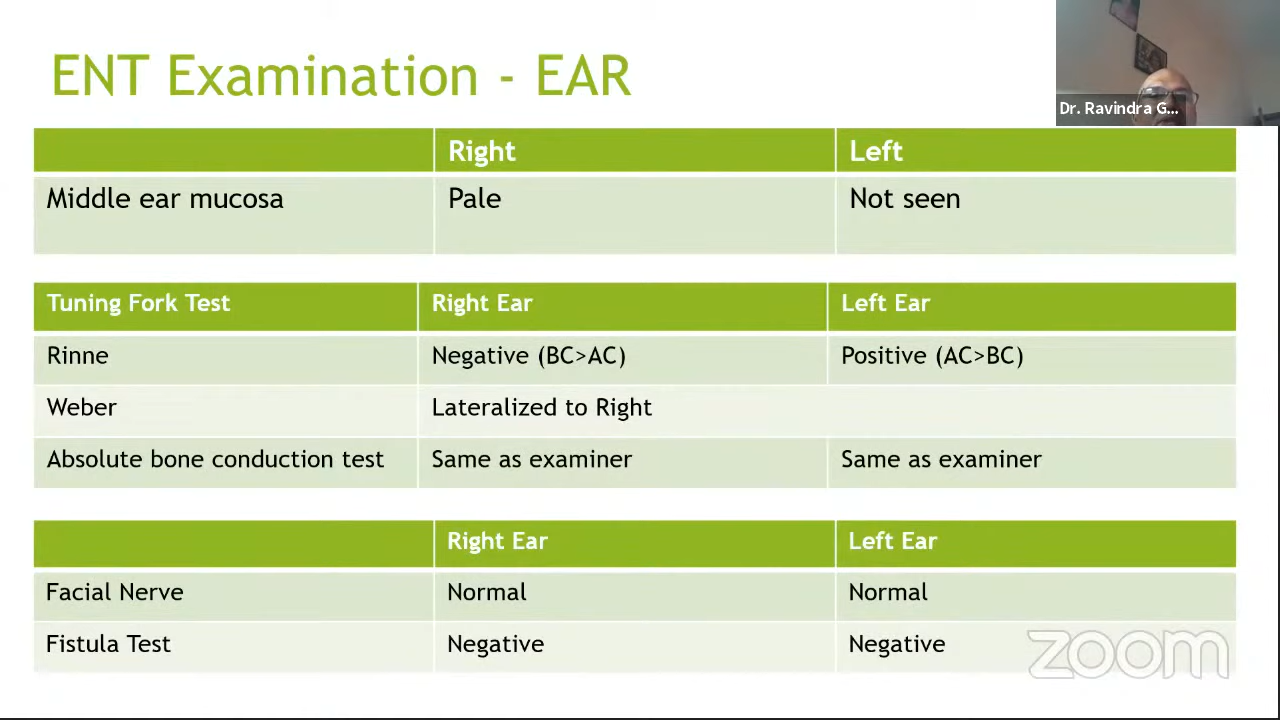 ENT Examination - EAR
Dr. Ravindra G...
Right Left
Middle ear mucosa Pale Not seen
Tuning Fork Test Right Ear Left Ear
Rinne Negative (BC>AC) Positive (AC>BC)
Weber Lateralized to Right
Absolute bone conduction test Same as examiner Same as examiner
Right Ear Left Ear
Facial Nerve Normal Normal
Fistula Test Negative Negative
zoom